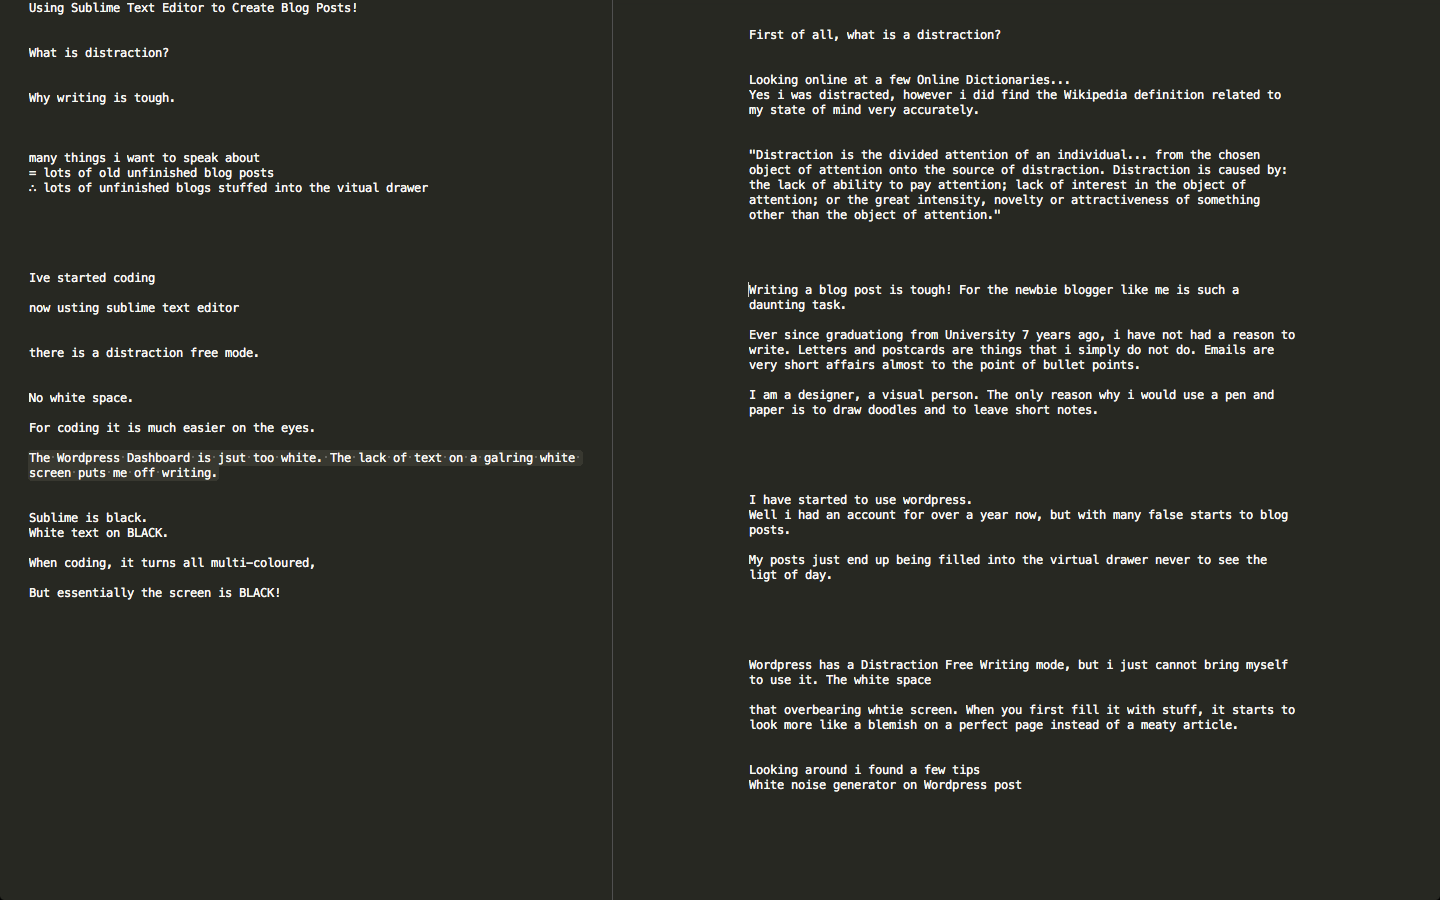 Using Sublime Text Editor to Create Blog Posts!
What is distraction?
Why writing is tough.
many things i want to speak about
= lots of old unfinished blog posts
∴ lots of unfinished blogs stuffed into the vitual drawer
Ive started coding
now usting sublime text editor
there is a distraction free mode.
No white space.
For coding it is much easier on the eyes.
The Wordpress Dashboard is jsut too white. The lack of text on a galring white
screen puts me off writing.
Sublime is black.
White text on BLACK.
When coding, it turns all multi-coloured,
But essentially the screen is BLACK!
First of all, what is a distraction?
Looking online at a few Online Dictionaries...
Yes i was distracted, however i did find the Wikipedia definition related to
my state of mind very accurately.
"Distraction is the divided attention of an individual... from the chosen
object of attention onto the source of distraction. Distraction is caused by:
the lack of ability to pay attention; lack of interest in the object of
attention; or the great intensity, novelty or attractiveness of something
other than the object of attention."
Writing a blog post is tough! For the newbie blogger like me is such a
daunting task.
Ever since graduationg from University 7 years ago, i have not had a reason to
write. Letters and postcards are things that i simply do not do. Emails are
very short affairs almost to the point of bullet points.
I am a designer, a visual person. The only reason why i would use a pen and
paper is to draw doodles and to leave short notes.
I have started to use wordpress.
Well i had an account for over a year now, but with many false starts to blog
posts.
My posts just end up being filled into the virtual drawer never to see the
ligt of day.
Wordpress has a Distraction Free Writing mode, but i just cannot bring myself
to use it. The white space
that overbearing whtie screen. When you first fill it with stuff, it starts to
look more like a blemish on a perfect page instead of a meaty article.
Looking around i found a few tips
White noise generator on Wordpress post